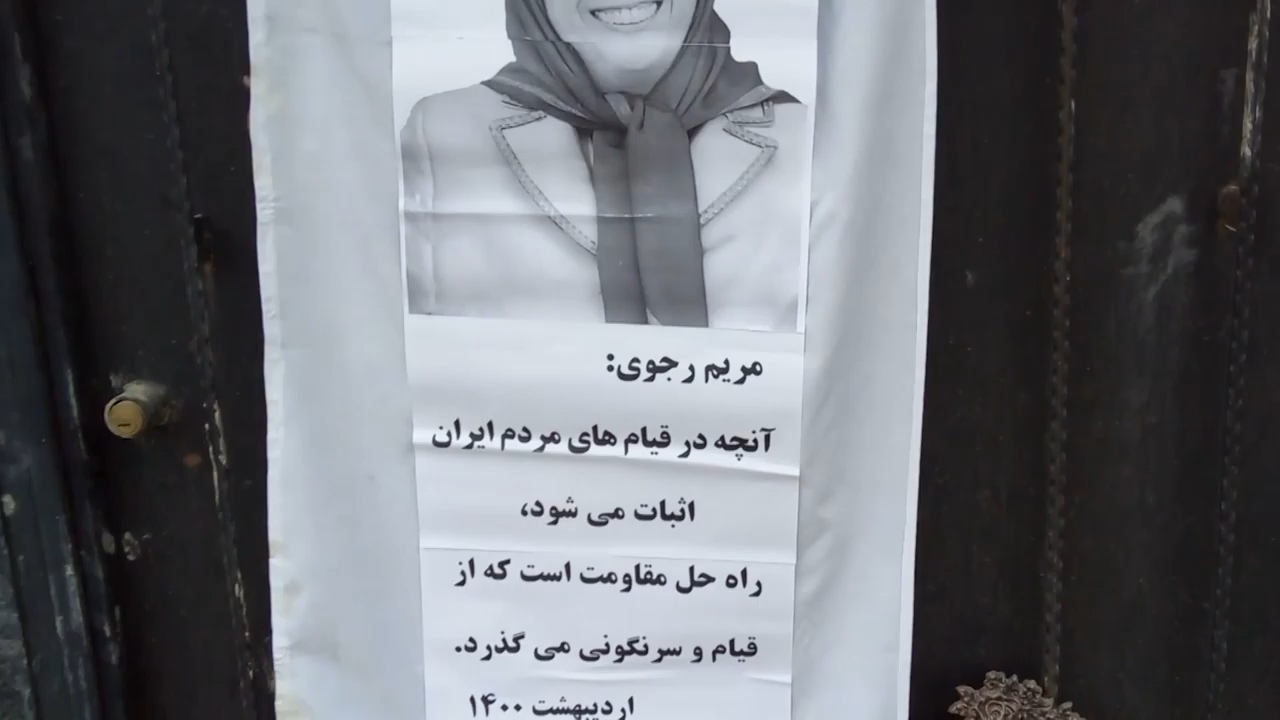 مریم رجوی:
آنچه در قیام های مردم ایران
اثبات می شود،
راه حل مقاومت است که از
قیام و سرنگونی می گذرد.
اردیبهشت ۱۴۰۰